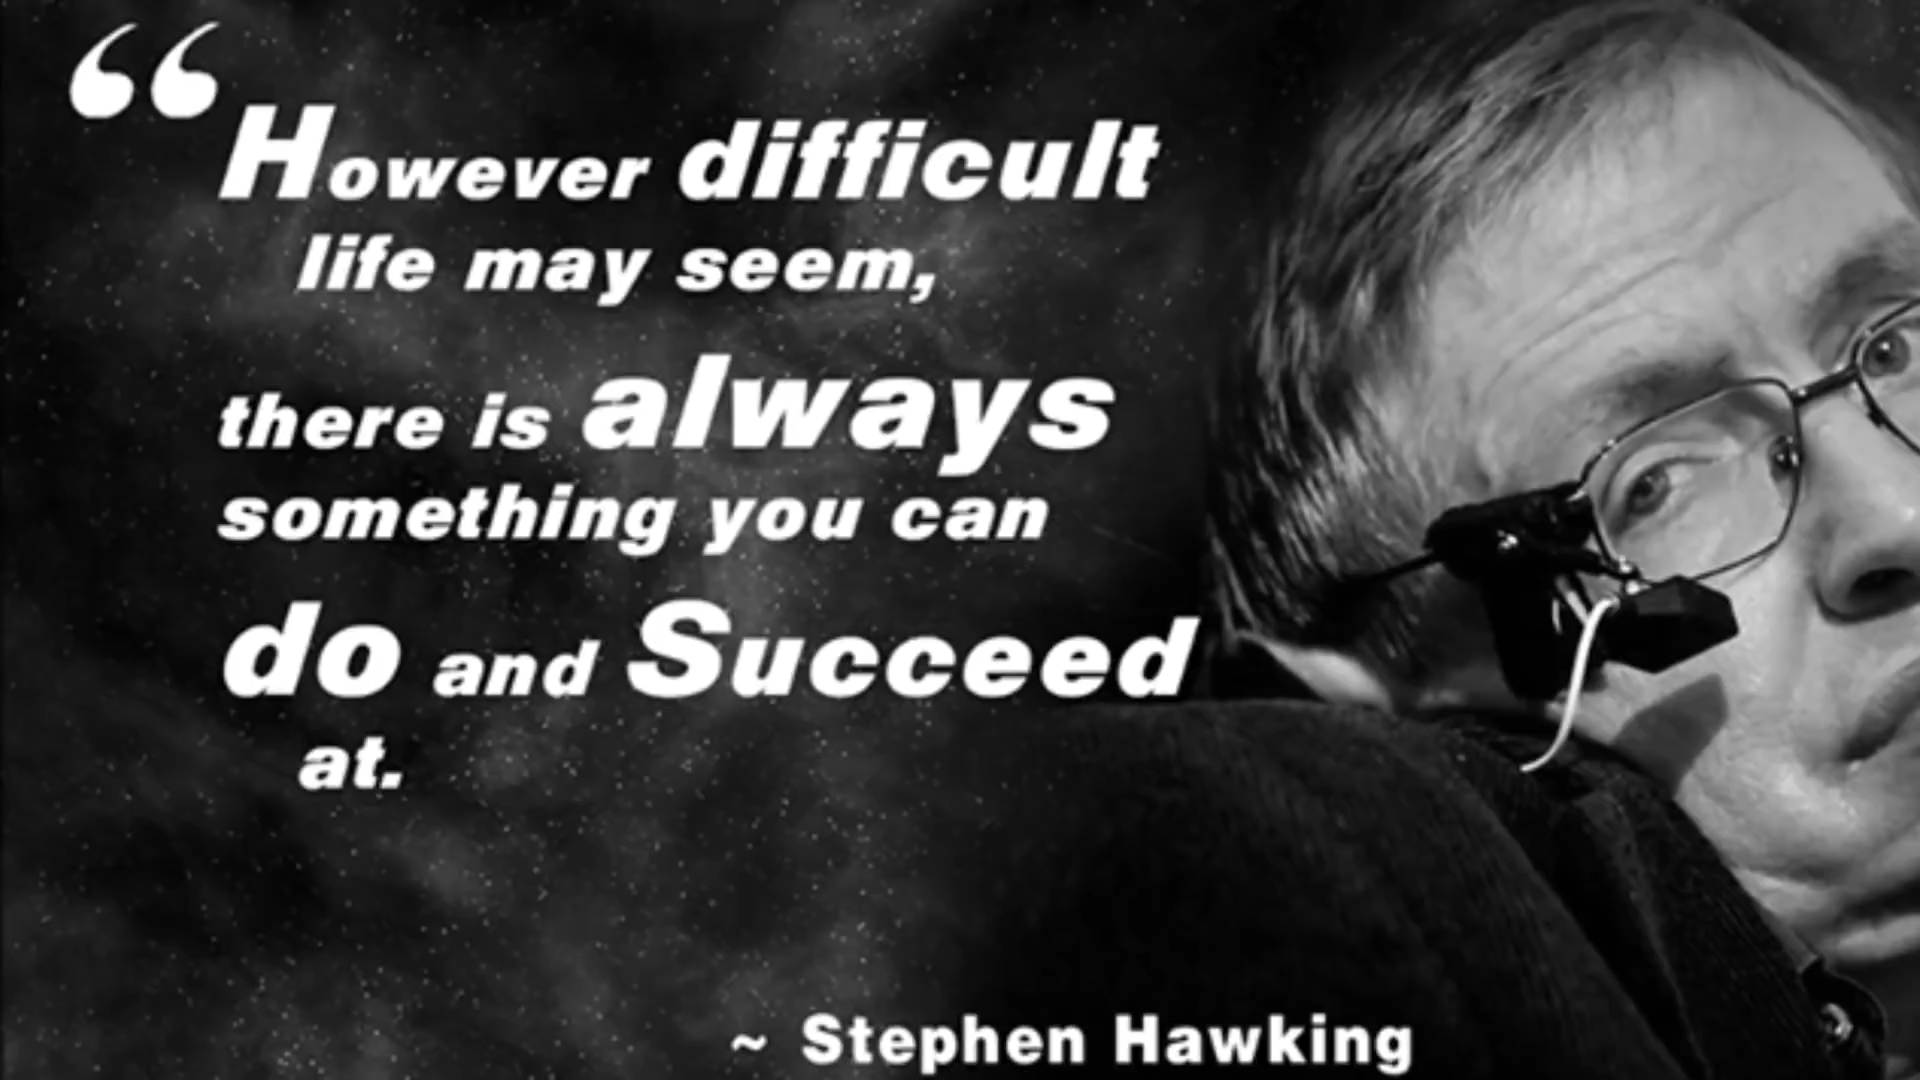 “However difficult
life may seem,
there is always
something you can
do and Succeed
at.
~ Stephen Hawking